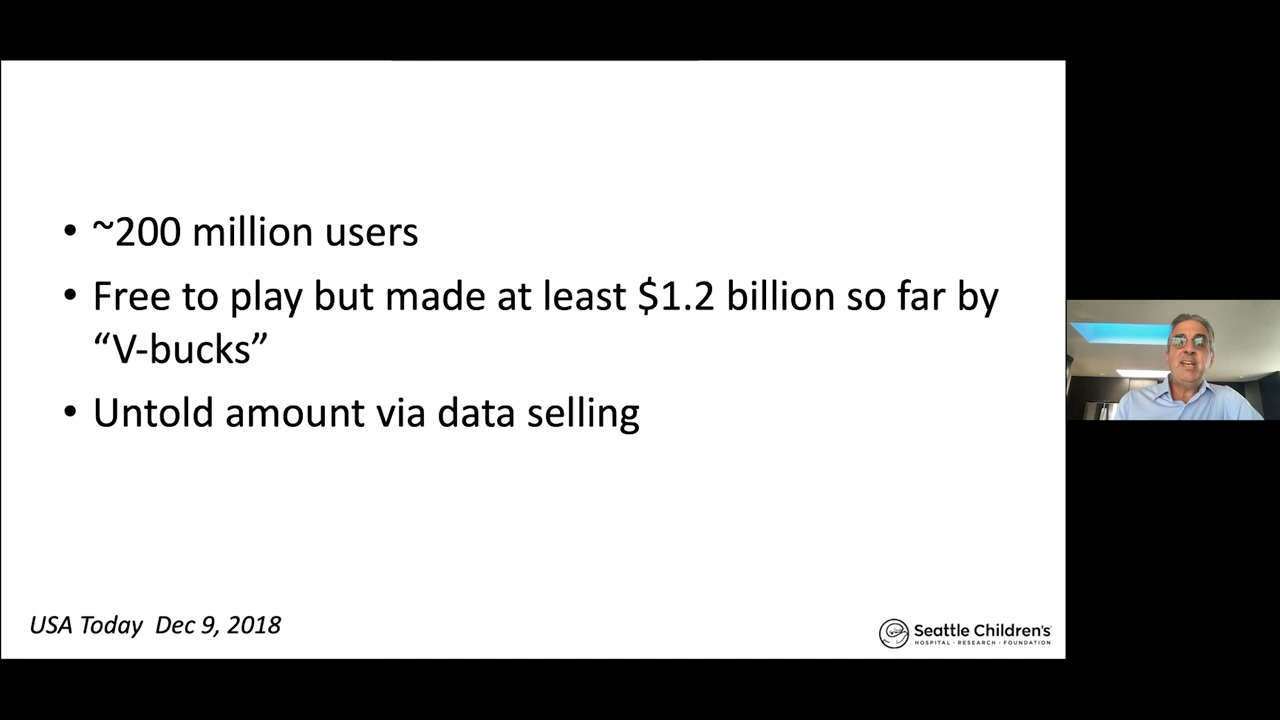 • ~200 million users
• Free to play but made at least $1.2 billion so far by
“V-bucks”
• Untold amount via data selling
USA Today Dec 9, 2018
Seattle Children's
HOSPITAL • RESEARCH • FOUNDATION